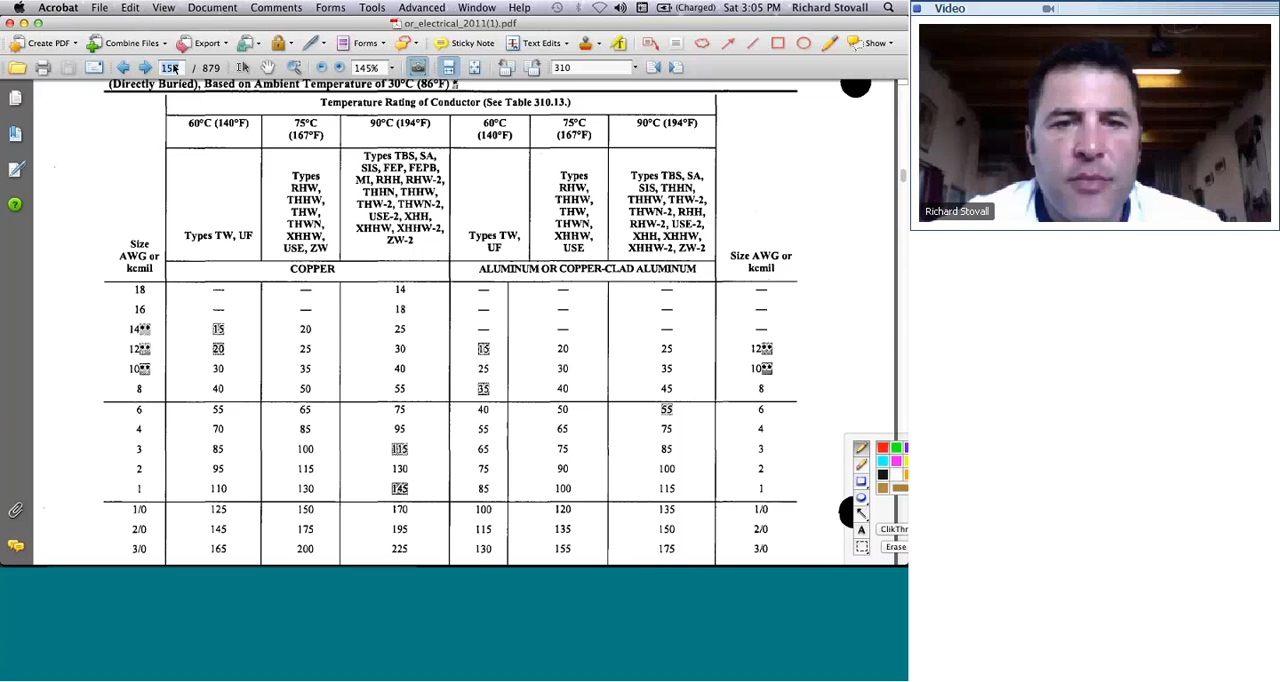 Acrobat File Edit View Document Comments Forms Tools Advanced Window Help (Charged) Sat 3:05 PM Richard Stovall
Video
or_electrical_2011(1).pdf
Create PDF Combine Files Export Forms Sticky Note Text Edits Show
/ 879 145% 310
(Directly Buried), Based on Ambient Temperature of 30°C (86°F)
Temperature Rating of Conductor (See Table 310.13.)
60°C (140°F) 75°C (167°F) 90°C (194°F) 60°C (140°F) 75°C (167°F) 90°C (194°F)
Size AWG or kcmil
Types TW, UF
Types RHW, THHW, THW, THWN, XHHW, USE, ZW
Types TBS, SA, SIS, FEP, FEPB, MI, RHH, RHW-2, THHN, THHW, THW-2, THWN-2, USE-2, XHH, XHHW, XHHW-2, ZW-2
Types TW, UF
Types RHW, THHW, THW, THWN, XHHW, USE
Types TBS, SA, SIS, THHN, THHW, THW-2, THWN-2, RHH, RHW-2, USE-2, XHH, XHHW, XHHW-2, ZW-2
Size AWG or kcmil
COPPER ALUMINUM OR COPPER-CLAD ALUMINUM
18 — — 14 — — — —
16 — — 18 — — — —
14** 15 20 25 — — — —
12** 20 25 30 15 20 25 12**
10** 30 35 40 25 30 35 10**
8 40 50 55 35 40 45 8
6 55 65 75 40 50 55 6
4 70 85 95 55 65 75 4
3 85 100 115 65 75 85 3
2 95 115 130 75 90 100 2
1 110 130 145 85 100 115 1
1/0 125 150 170 100 120 135 1/0
2/0 145 175 195 115 135 150 2/0
3/0 165 200 225 130 155 175 3/0
A ClikThr
Erase
Richard Stovall